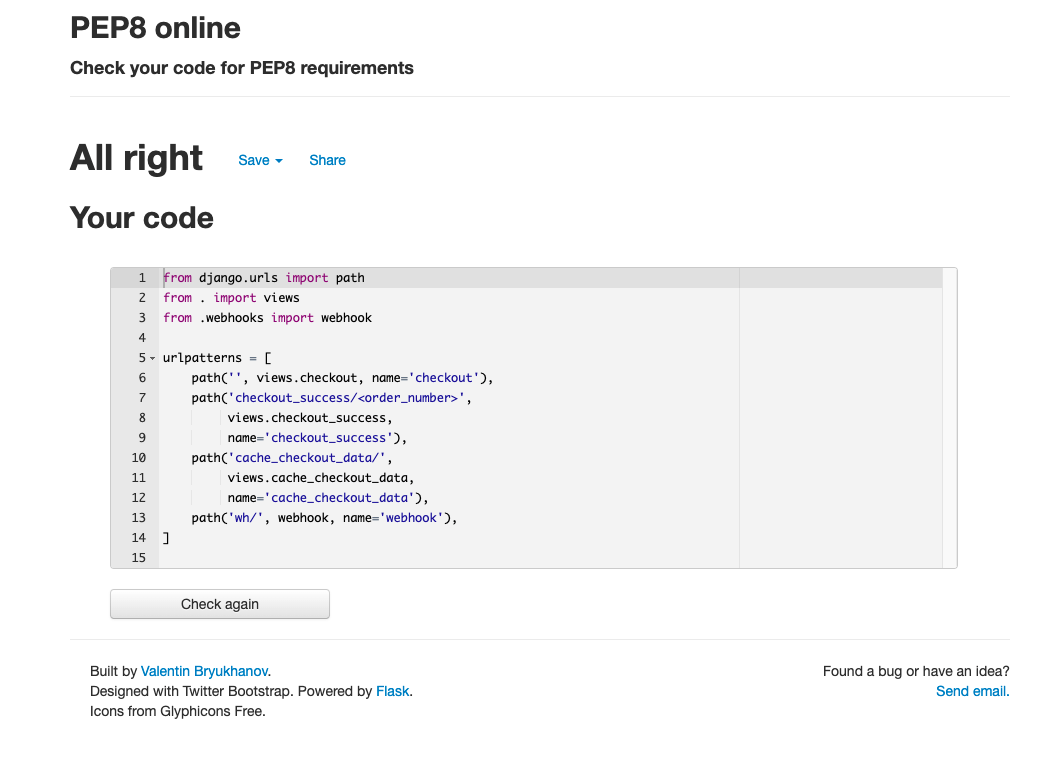 PEP8 online
Check your code for PEP8 requirements
All right Save Share
Your code
1 from django.urls import path
2 from . import views
3 from .webhooks import webhook
4
5 urlpatterns = [
6     path('', views.checkout, name='checkout'),
7     path('checkout_success/<order_number>',
8          views.checkout_success,
9          name='checkout_success'),
10     path('cache_checkout_data/',
11          views.cache_checkout_data,
12          name='cache_checkout_data'),
13     path('wh/', webhook, name='webhook'),
14 ]
15
Check again
Built by Valentin Bryukhanov.
Designed with Twitter Bootstrap. Powered by Flask.
Icons from Glyphicons Free.
Found a bug or have an idea?
Send email.